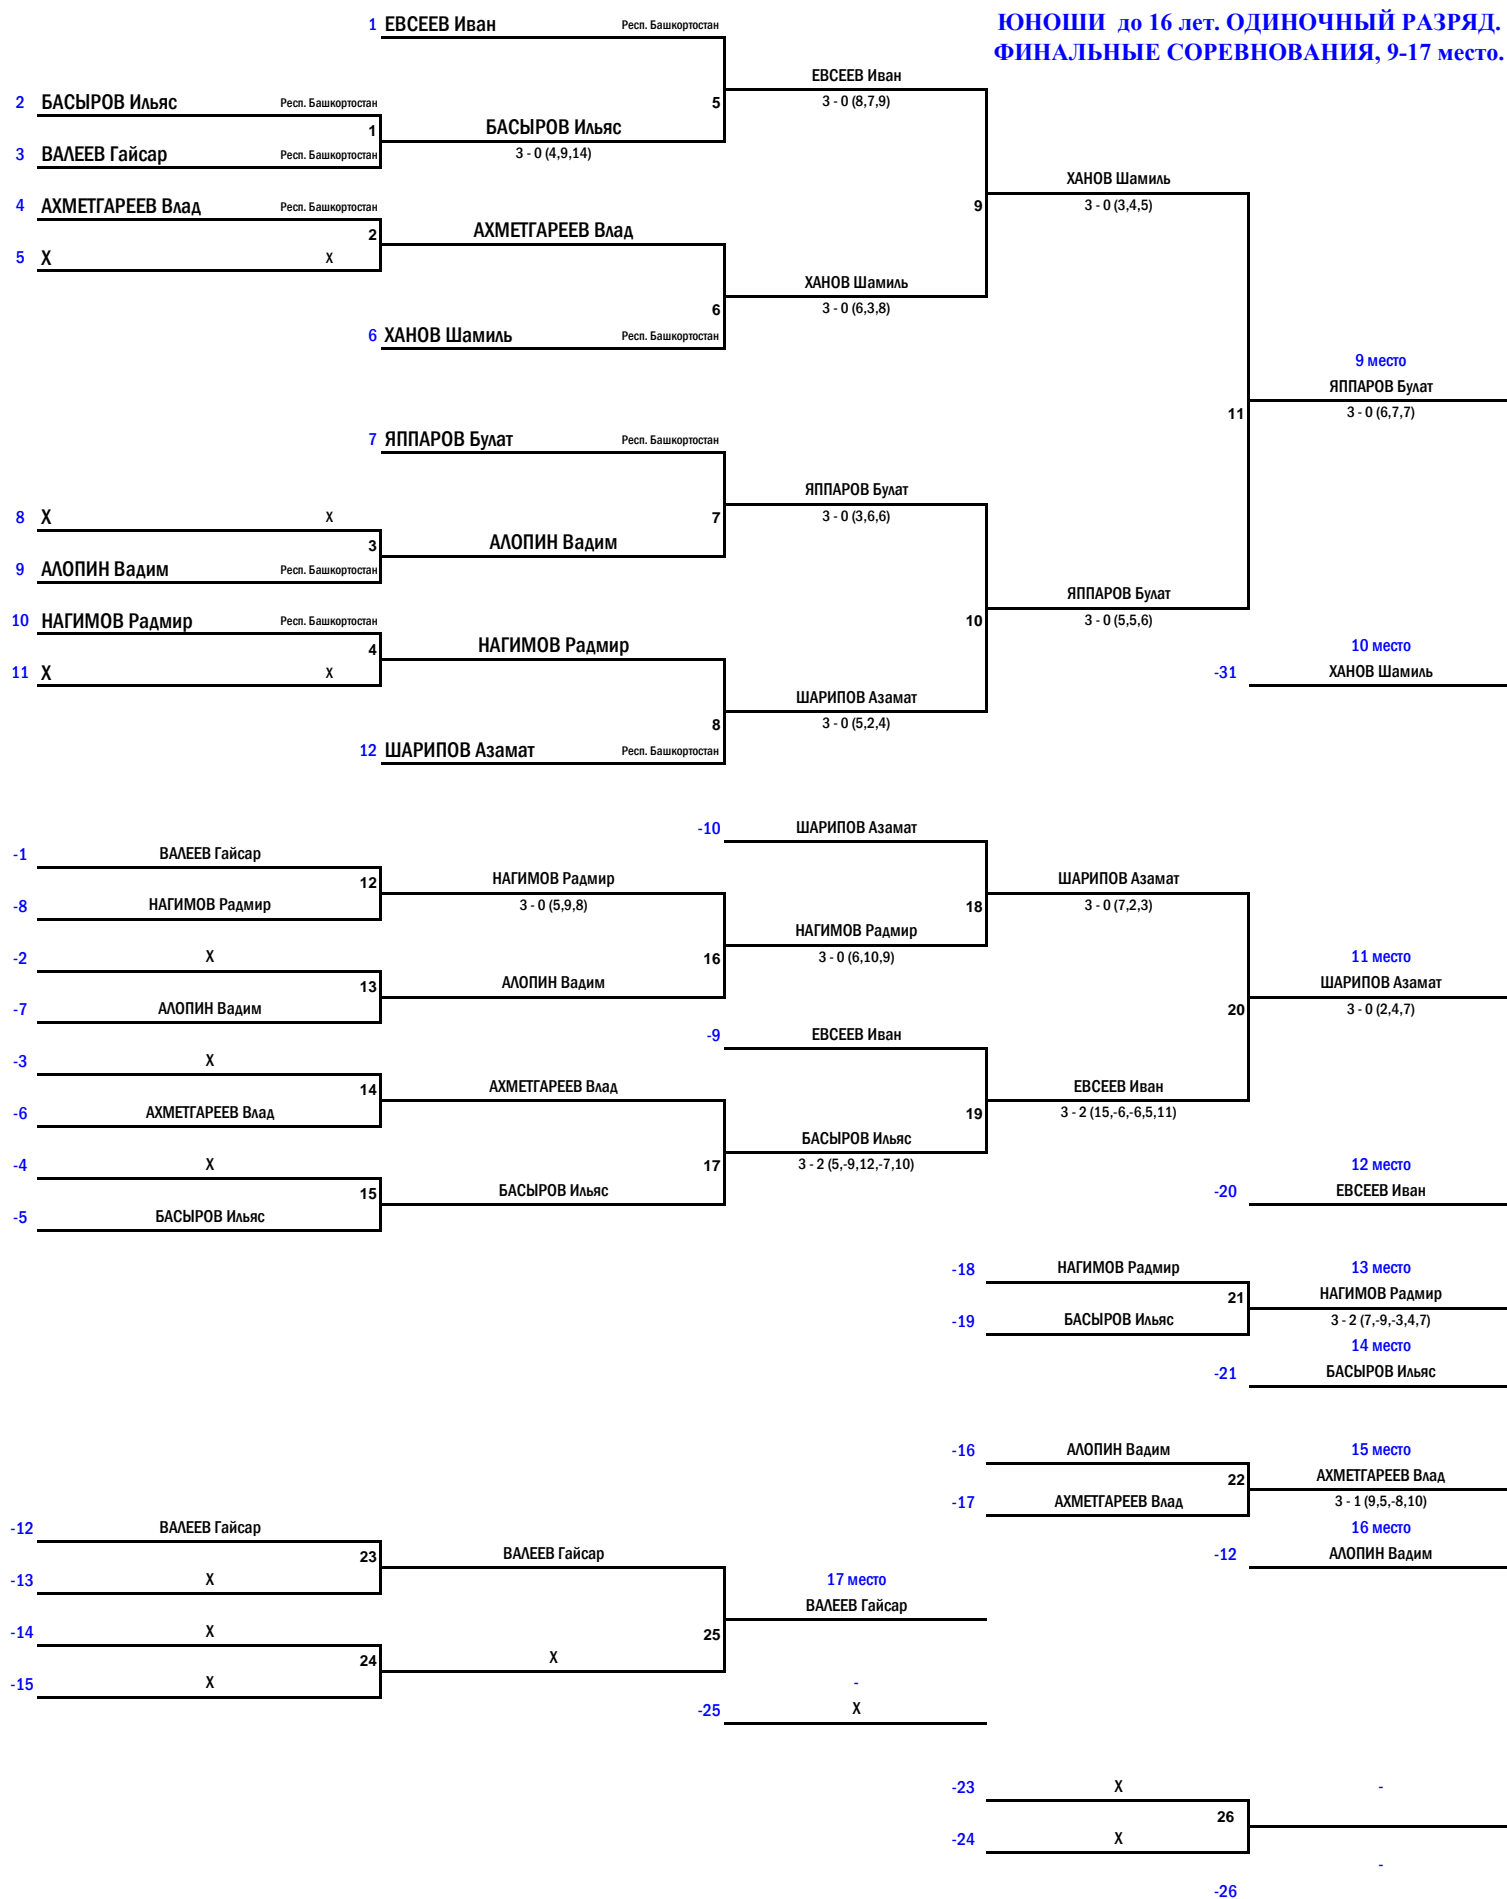 ЮНОШИ до 16 лет. ОДИНОЧНЫЙ РАЗРЯД.
ФИНАЛЬНЫЕ СОРЕВНОВАНИЯ, 9-17 место.
1 ЕВСЕЕВ Иван Респ. Башкортостан
ЕВСЕЕВ Иван
2 БАСЫРОВ Ильяс Респ. Башкортостан
5 3 - 0 (8,7,9)
1 БАСЫРОВ Ильяс
3 ВАЛЕЕВ Гайсар Респ. Башкортостан
3 - 0 (4,9,14)
ХАНОВ Шамиль
4 АХМЕТГАРЕЕВ Влад Респ. Башкортостан
9 3 - 0 (3,4,5)
2 АХМЕТГАРЕЕВ Влад
5 Х Х
ХАНОВ Шамиль
6 3 - 0 (6,3,8)
6 ХАНОВ Шамиль Респ. Башкортостан
9 место
ЯППАРОВ Булат
11 3 - 0 (6,7,7)
7 ЯППАРОВ Булат Респ. Башкортостан
ЯППАРОВ Булат
8 Х Х
7 3 - 0 (3,6,6)
3 АЛОПИН Вадим
9 АЛОПИН Вадим Респ. Башкортостан
ЯППАРОВ Булат
10 НАГИМОВ Радмир Респ. Башкортостан
10 3 - 0 (5,5,6)
4 НАГИМОВ Радмир
10 место
11 Х Х
-31 ХАНОВ Шамиль
ШАРИПОВ Азамат
8 3 - 0 (5,2,4)
12 ШАРИПОВ Азамат Респ. Башкортостан
-10 ШАРИПОВ Азамат
-1 ВАЛЕЕВ Гайсар
12 НАГИМОВ Радмир
ШАРИПОВ Азамат
-8 НАГИМОВ Радмир
3 - 0 (5,9,8)
18 3 - 0 (7,2,3)
НАГИМОВ Радмир
-2 Х
16 3 - 0 (6,10,9)
11 место
13 АЛОПИН Вадим
ШАРИПОВ Азамат
-7 АЛОПИН Вадим
20 3 - 0 (2,4,7)
-9 ЕВСЕЕВ Иван
-3 Х
14 АХМЕТГАРЕЕВ Влад
ЕВСЕЕВ Иван
-6 АХМЕТГАРЕЕВ Влад
19 3 - 2 (15,-6,-6,5,11)
БАСЫРОВ Ильяс
-4 Х
17 3 - 2 (5,-9,12,-7,10)
12 место
15 БАСЫРОВ Ильяс
-20 ЕВСЕЕВ Иван
-5 БАСЫРОВ Ильяс
-18 НАГИМОВ Радмир
13 место
21 НАГИМОВ Радмир
-19 БАСЫРОВ Ильяс
3 - 2 (7,-9,-3,4,7)
14 место
-21 БАСЫРОВ Ильяс
-16 АЛОПИН Вадим
15 место
22 АХМЕТГАРЕЕВ Влад
-17 АХМЕТГАРЕЕВ Влад
3 - 1 (9,5,-8,10)
-12 ВАЛЕЕВ Гайсар
16 место
23 ВАЛЕЕВ Гайсар
-12 АЛОПИН Вадим
-13 Х
17 место
ВАЛЕЕВ Гайсар
-14 Х
25
24 Х
-15 Х
-
-25 Х
-23 Х
-
26
-24 Х
-
-26